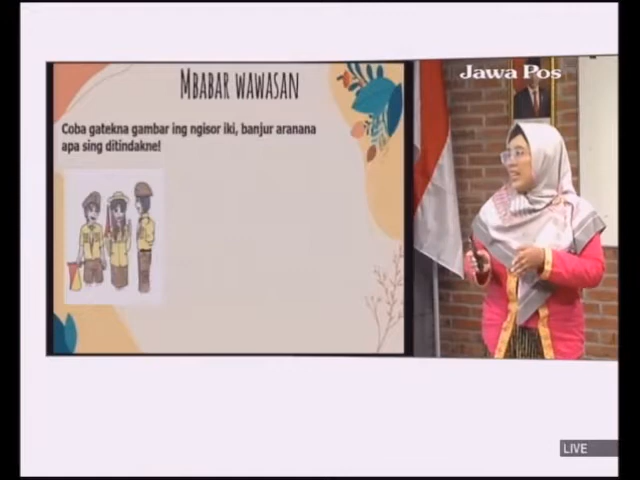 Jawa Pos
MBABAR WAWASAN
Coba gatekna gambar ing ngisor iki, banjur aranana
apa sing ditindakne!
LIVE